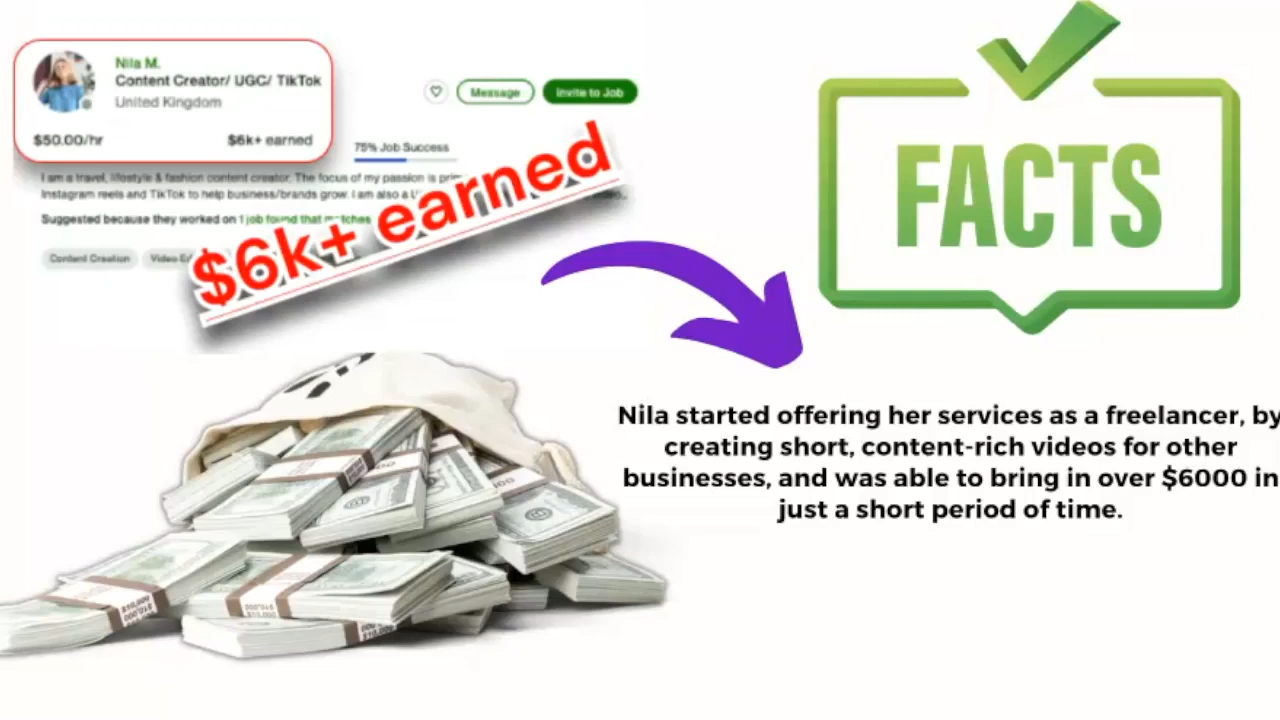 Nila M.
Content Creator/ UGC/ TikTok
United Kingdom
$50.00/hr
$6k+ earned
Message
Invite to Job
75% Job Success
I am a travel, lifestyle & fashion content creator. The focus of my passion is
Instagram reels and TikTok to help business/brands grow. I am also a
Suggested because they worked on 1 job found that matches
Content Creation
Video
$6k+ earned
FACTS
Nila started offering her services as a freelancer, by
creating short, content-rich videos for other
businesses, and was able to bring in over $6000 in
just a short period of time.
$10,000